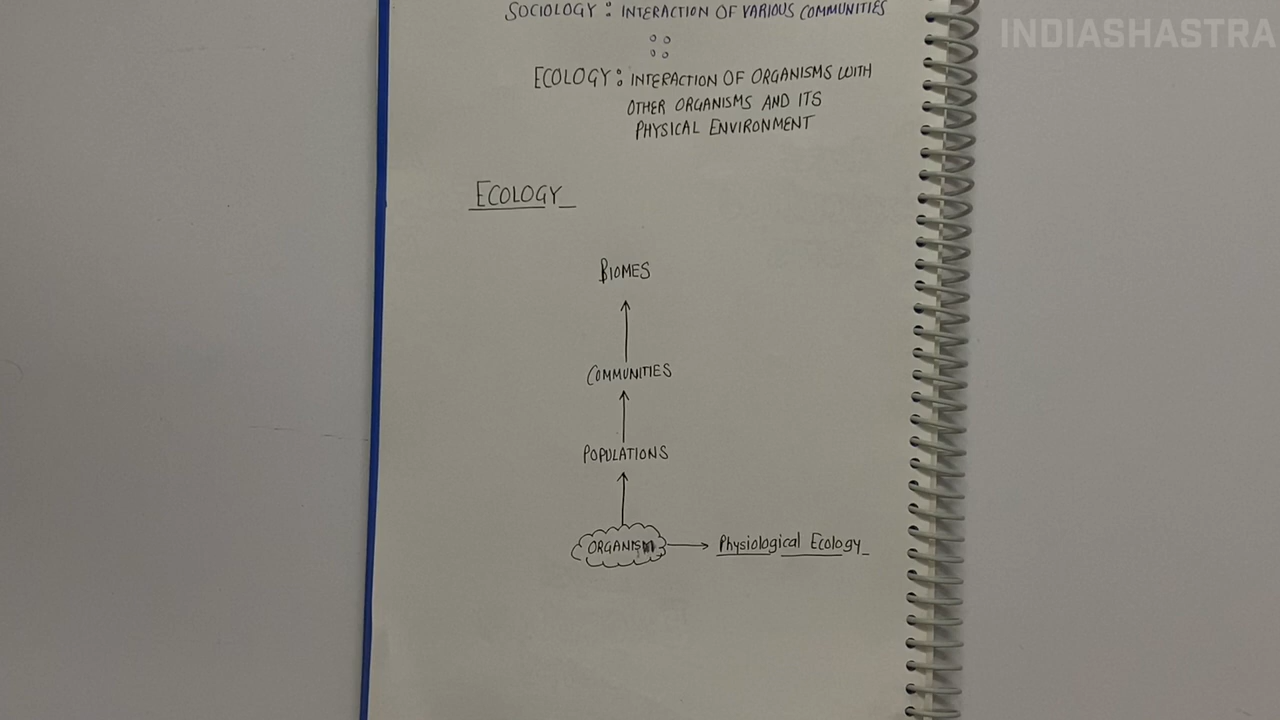 SOCIOLOGY : INTERACTION OF VARIOUS COMMUNITIES
INDIASHASTRA
ECOLOGY : INTERACTION OF ORGANISMS WITH
OTHER ORGANISMS AND ITS
PHYSICAL ENVIRONMENT
ECOLOGY
BIOMES
COMMUNITIES
POPULATIONS
ORGANISM
Physiological Ecology